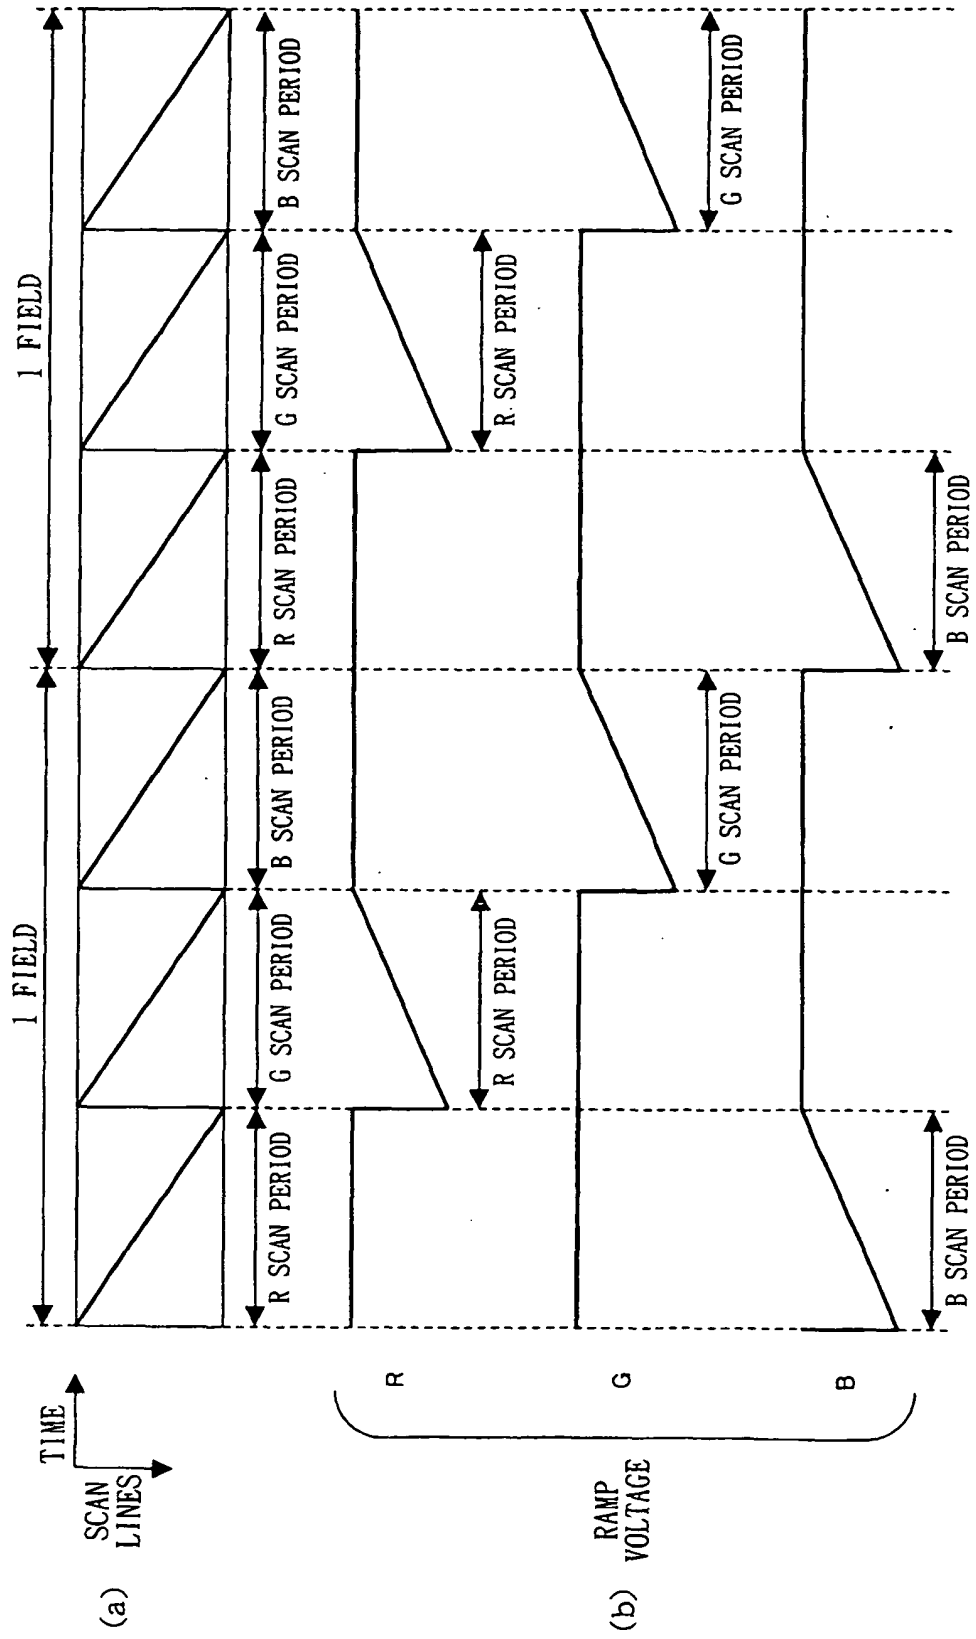 (a)
SCAN
LINES
TIME
1 FIELD
1 FIELD
R SCAN PERIOD
G SCAN PERIOD
B SCAN PERIOD
R SCAN PERIOD
G SCAN PERIOD
B SCAN PERIOD
(b)
RAMP
VOLTAGE
R
R SCAN PERIOD
R SCAN PERIOD
G
G SCAN PERIOD
G SCAN PERIOD
B
B SCAN PERIOD
B SCAN PERIOD